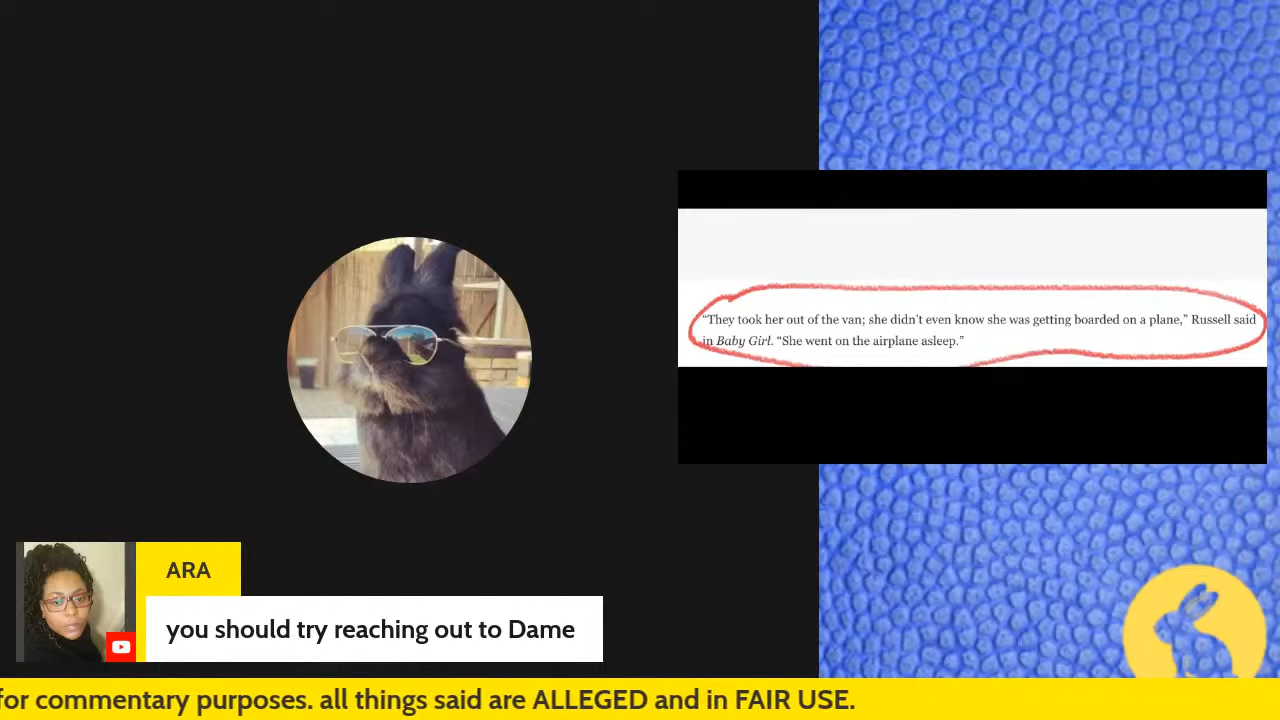 “They took her out of the van; she didn’t even know she was getting boarded on a plane,” Russell said
in Baby Girl. “She went on the airplane asleep.”
ARA
you should try reaching out to Dame
for commentary purposes. all things said are ALLEGED and in FAIR USE.